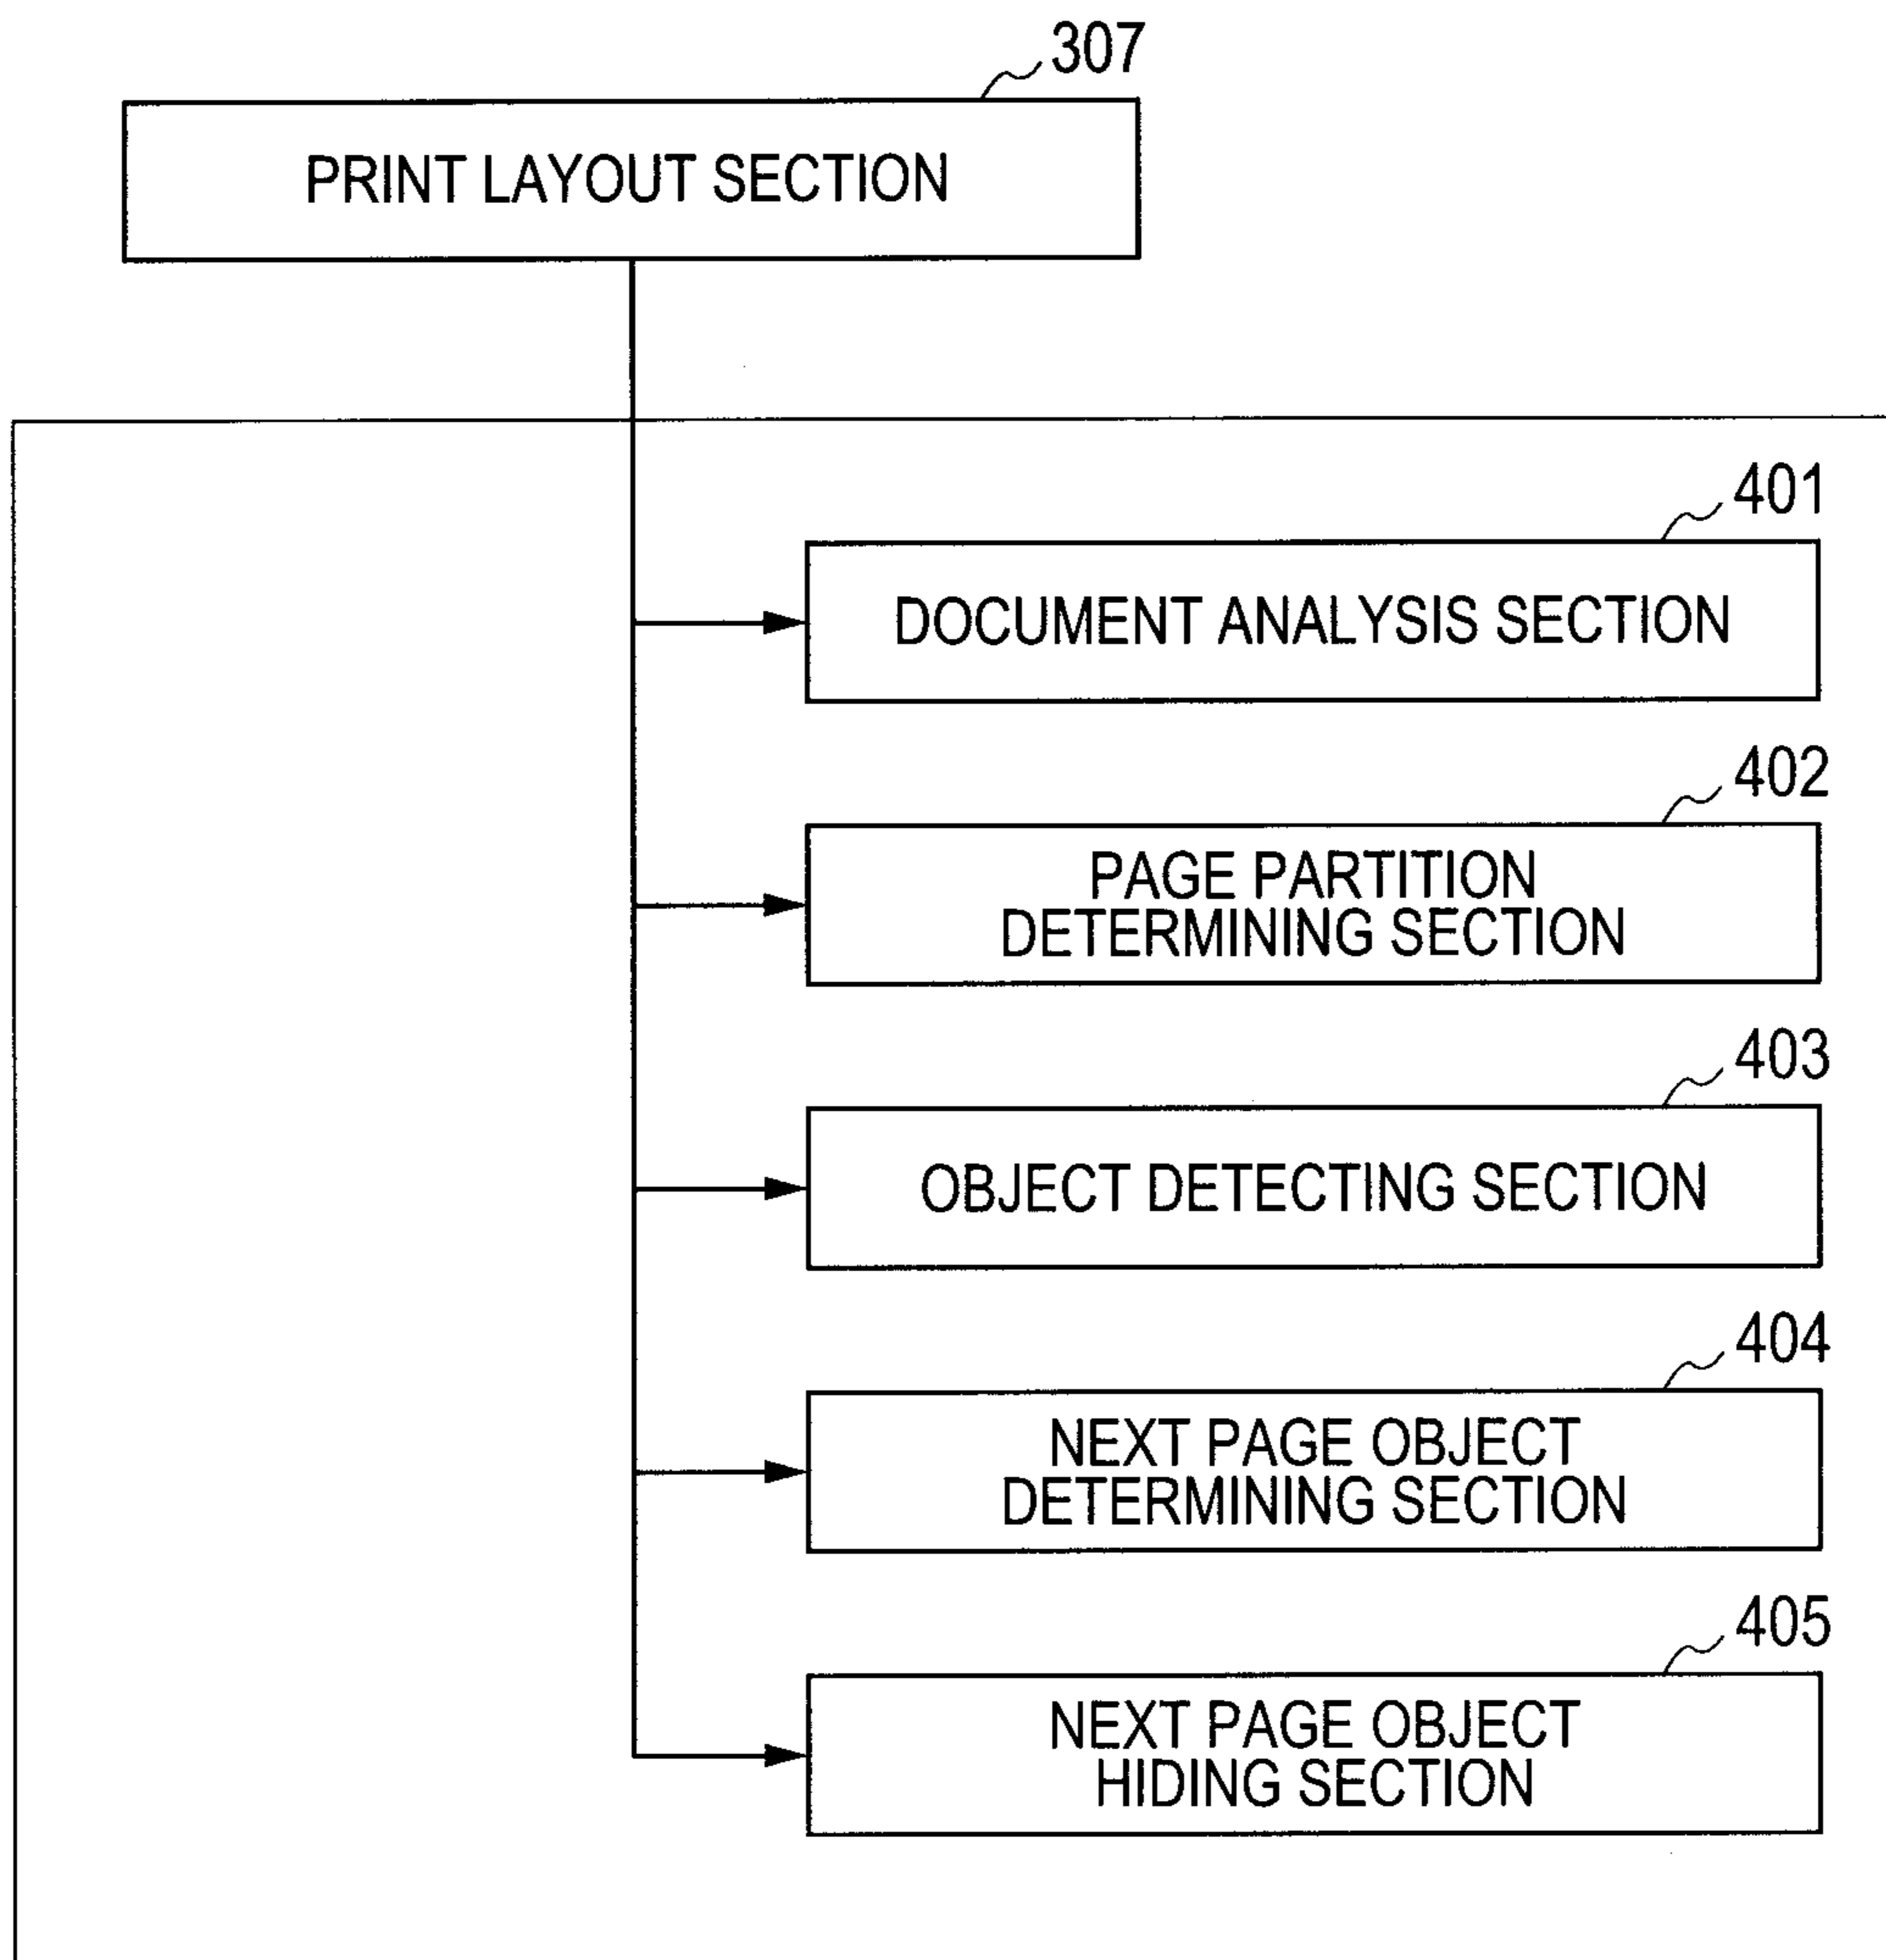 307
PRINT LAYOUT SECTION
401
DOCUMENT ANALYSIS SECTION
402
PAGE PARTITION
DETERMINING SECTION
403
OBJECT DETECTING SECTION
404
NEXT PAGE OBJECT
DETERMINING SECTION
405
NEXT PAGE OBJECT
HIDING SECTION